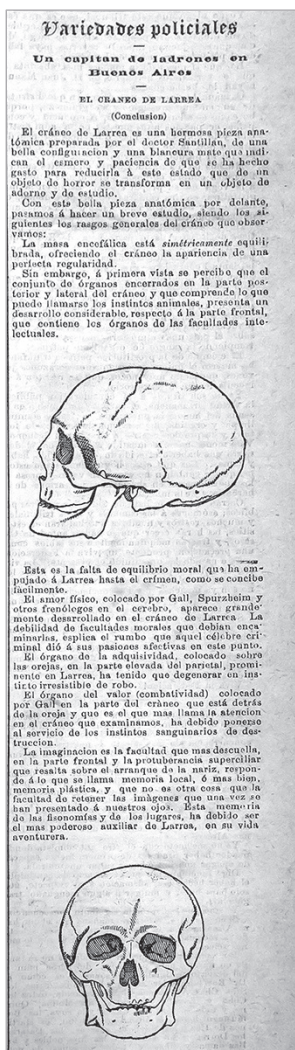 Variedades policiales
Un capitan de ladrones en
Buenos Aires
EL CRANEO DE LARREA
(Conclusion)
El cráneo de Larrea es una hermosa pieza ana-
tómica preparada por el doctor Santillan, de una
bella configuracion y una blancura mate que indi-
can el esmero y paciencia de que se ha hecho
gasto para reducirla à este estado que de un
objeto de horror se transforma en un objeto de
adorno y de estudio.
Con este bella pieza anatómica por delante,
pasamos á hacer un breve estudio, siendo los si-
guientes los rasgos generales del cráneo que obser-
vamos:
La masa encefálica está simétricamente equili-
brada, ofreciendo el cráneo la apariencia de una
perfecta regularidad.
Sin embargo, á primera vista se percibe que el
conjunto de órganos encerrados en la parte pos-
terior y lateral del cráneo y que comprende lo que
puede llamarse los instintos animales, presenta un
desarrollo considerable, respecto á la parte frontal,
que contiene los órganos de las facultades inte-
lectuales.
Esta es la falta de equilibrio moral que ha em-
pujado á Larrea hasta el crímen, como se concibe
fácilmente.
El amor físico, colocado por Gall, Spurzheim y
otros frenólogos en el cerebro, aparece grande-
mente desarrollado en el cráneo de Larrea. La
debilidad de facultades morales que debian enca-
minarlas, esplica el rumbo que aquel célebre cri-
minal dió á sus pasiones afectivas en este punto.
El órgano de la adquisividad, colocado sobre
las orejas, en la parte elevada del parietal, promi-
nente en Larrea, ha tenido que degenerar en ins-
tinto irresistible de robo.
El órgano del valor (combatividad) colocado
por Gall en la parte del cráneo que está detrás
de la oreja y que es el que mas llama la atencion
en el cráneo que examinamos, ha debido ponerse
al servicio de los instintos sanguinarios de des-
truccion.
La imaginacion es la facultad que mas descuella,
en la parte frontal y la protuberancia superciliar
que resalta sobre el arranque de la nariz, respon-
de á lo que se llama memoria local, ó mas bien,
memoria plástica, y que no es otra cosa que la
facultad de retener las imágenes que una vez se
han presentado á nuestros ojos. Esta memoria
de las fisonomías y de los lugares, ha debido ser
el mas poderoso auxiliar de Larrea, en su vida
aventurera.